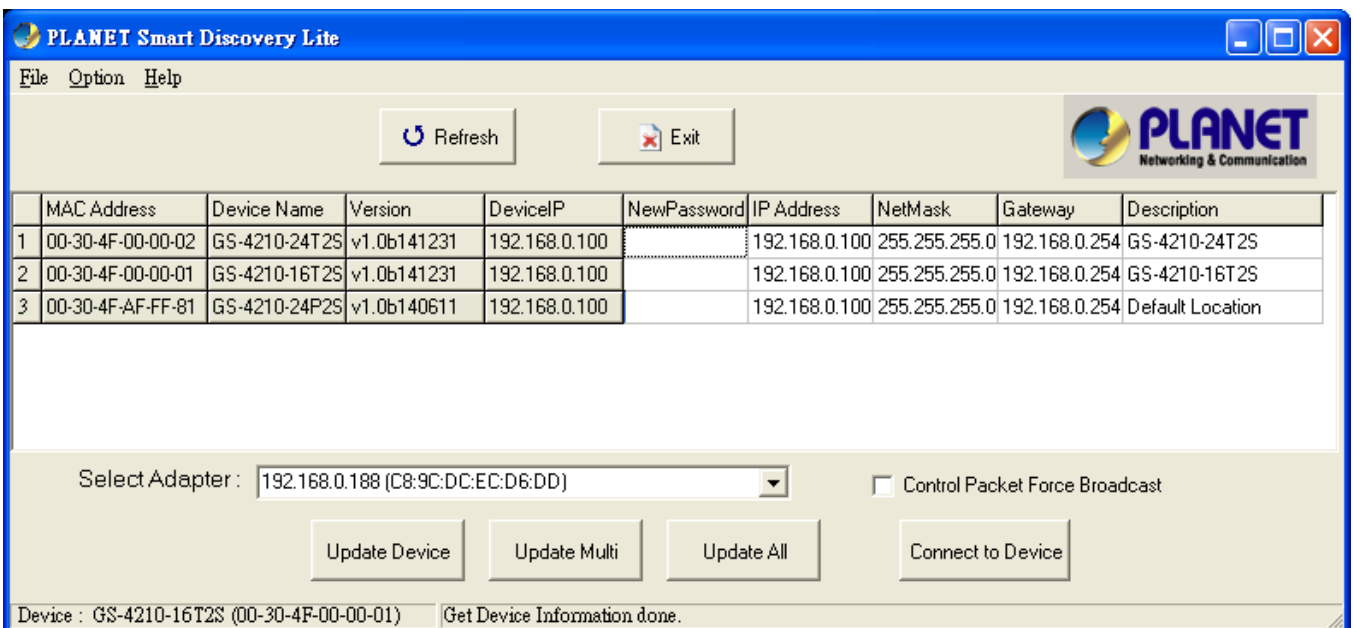 PLANET Smart Discovery Lite
File Option Help
Refresh Exit
PLANET
Networking & Communication
MAC Address Device Name Version DeviceIP NewPassword IP Address NetMask Gateway Description
1 00-30-4F-00-00-02 GS-4210-24T2S v1.0b141231 192.168.0.100 192.168.0.100 255.255.255.0 192.168.0.254 GS-4210-24T2S
2 00-30-4F-00-00-01 GS-4210-16T2S v1.0b141231 192.168.0.100 192.168.0.100 255.255.255.0 192.168.0.254 GS-4210-16T2S
3 00-30-4F-AF-FF-81 GS-4210-24P2S v1.0b140611 192.168.0.100 192.168.0.100 255.255.255.0 192.168.0.254 Default Location
Select Adapter : 192.168.0.188 (C8:9C:DC:EC:D6:DD) Control Packet Force Broadcast
Update Device Update Multi Update All Connect to Device
Device : GS-4210-16T2S (00-30-4F-00-00-01) Get Device Information done.